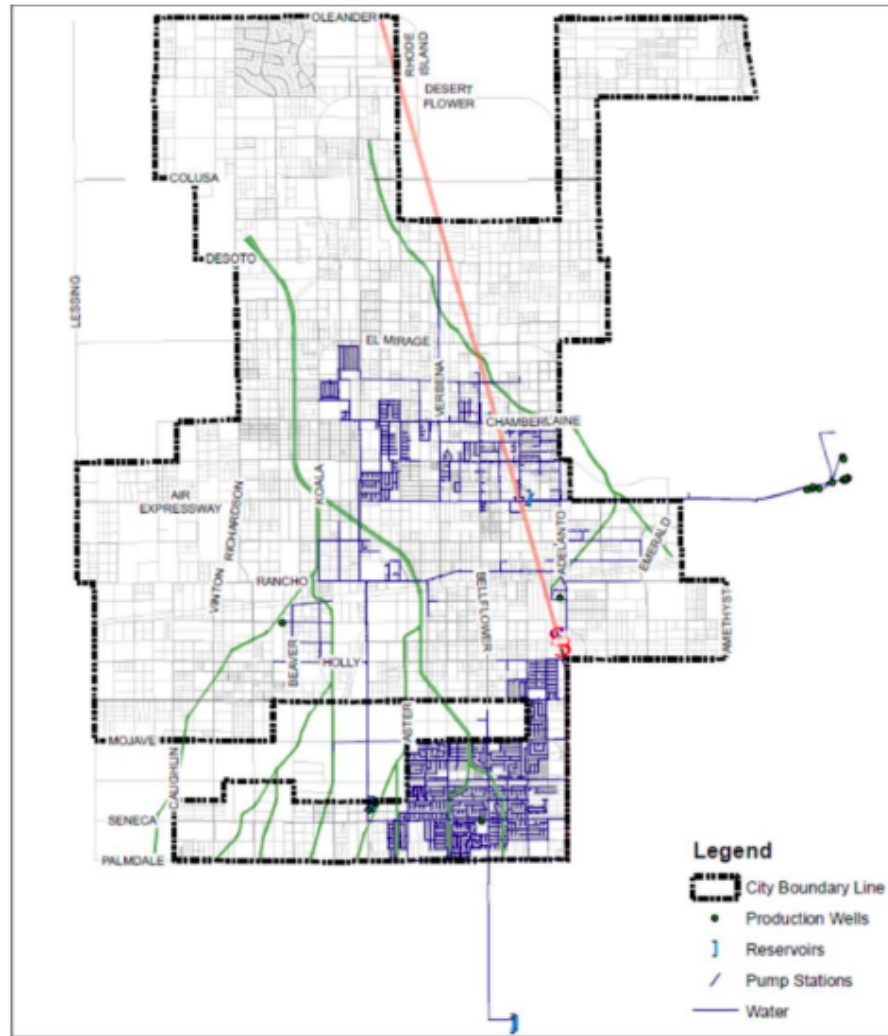 OLEANDER
RHODE
ISLAND
DESERT
FLOWER
COLUSA
DESOTO
LESSING
EL MIRAGE
VERBENA
CHAMBERLAINE
KOALA
AIR
EXPRESSWAY
RICHARDSON
VINTON
ADELANTO
EMERALD
RANCHO
BELLFLOWER
AMETHYST
BEAVER
HOLLY
ASTER
MOJAVE
CAUGHLIN
SENECA
PALMDALE
Legend
City Boundary Line
Production Wells
Reservoirs
Pump Stations
Water